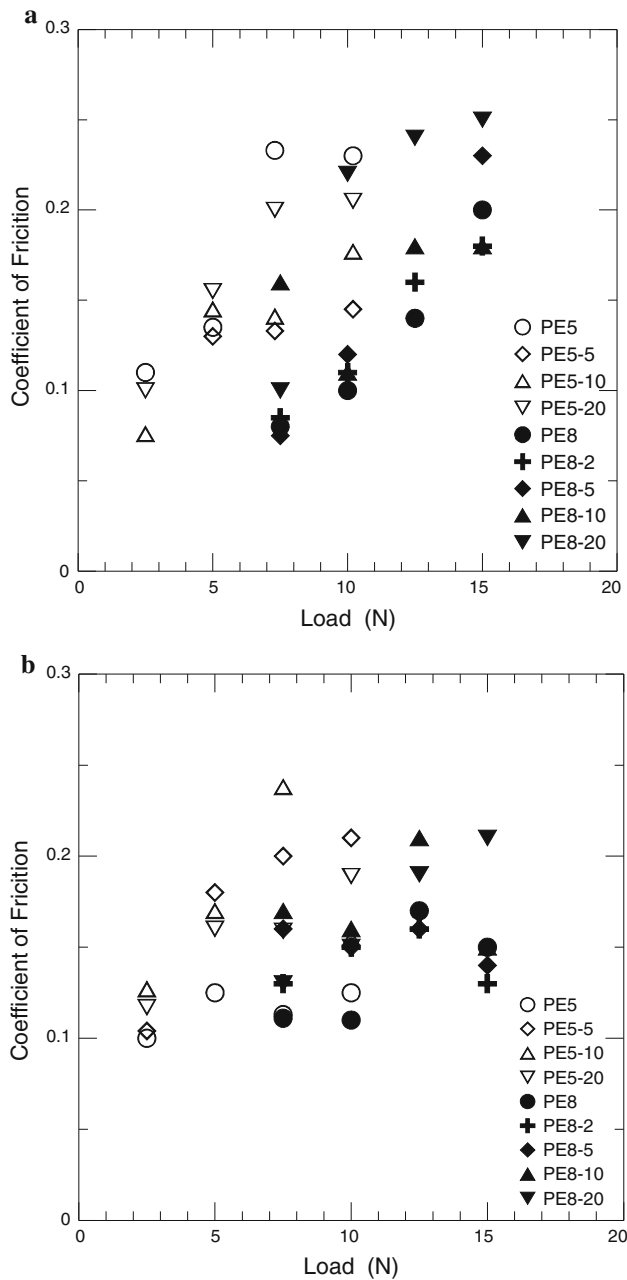 a
0.3
0.2
0.1
0
Coefficient of Fricition
PE5
PE5-5
PE5-10
PE5-20
PE8
PE8-2
PE8-5
PE8-10
PE8-20
0 5 10 15 20
Load (N)
b
0.3
0.2
0.1
0
Coefficient of Fricition
PE5
PE5-5
PE5-10
PE5-20
PE8
PE8-2
PE8-5
PE8-10
PE8-20
0 5 10 15 20
Load (N)